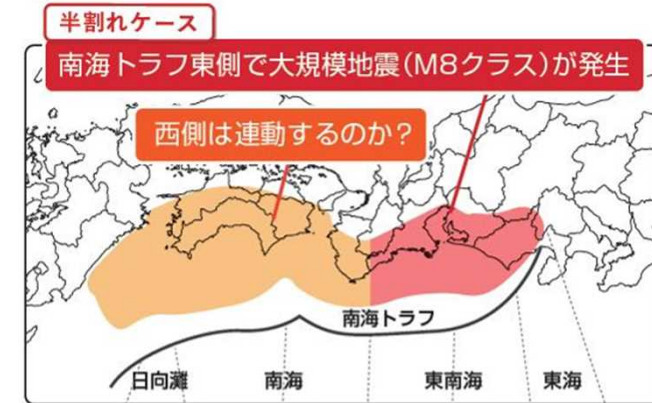 半割れケース
南海トラフ東側で大規模地震(M8クラス)が発生
西側は連動するのか?
南海トラフ
日向灘
南海
東南海
東海